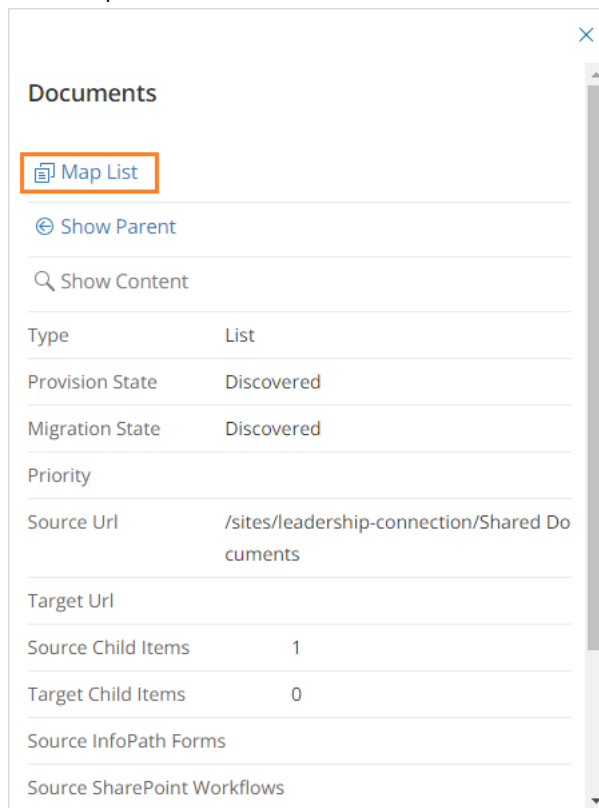 Documents
Map List
Show Parent
Show Content
Type List
Provision State Discovered
Migration State Discovered
Priority
Source Url /sites/leadership-connection/Shared Do
cuments
Target Url
Source Child Items 1
Target Child Items 0
Source InfoPath Forms
Source SharePoint Workflows